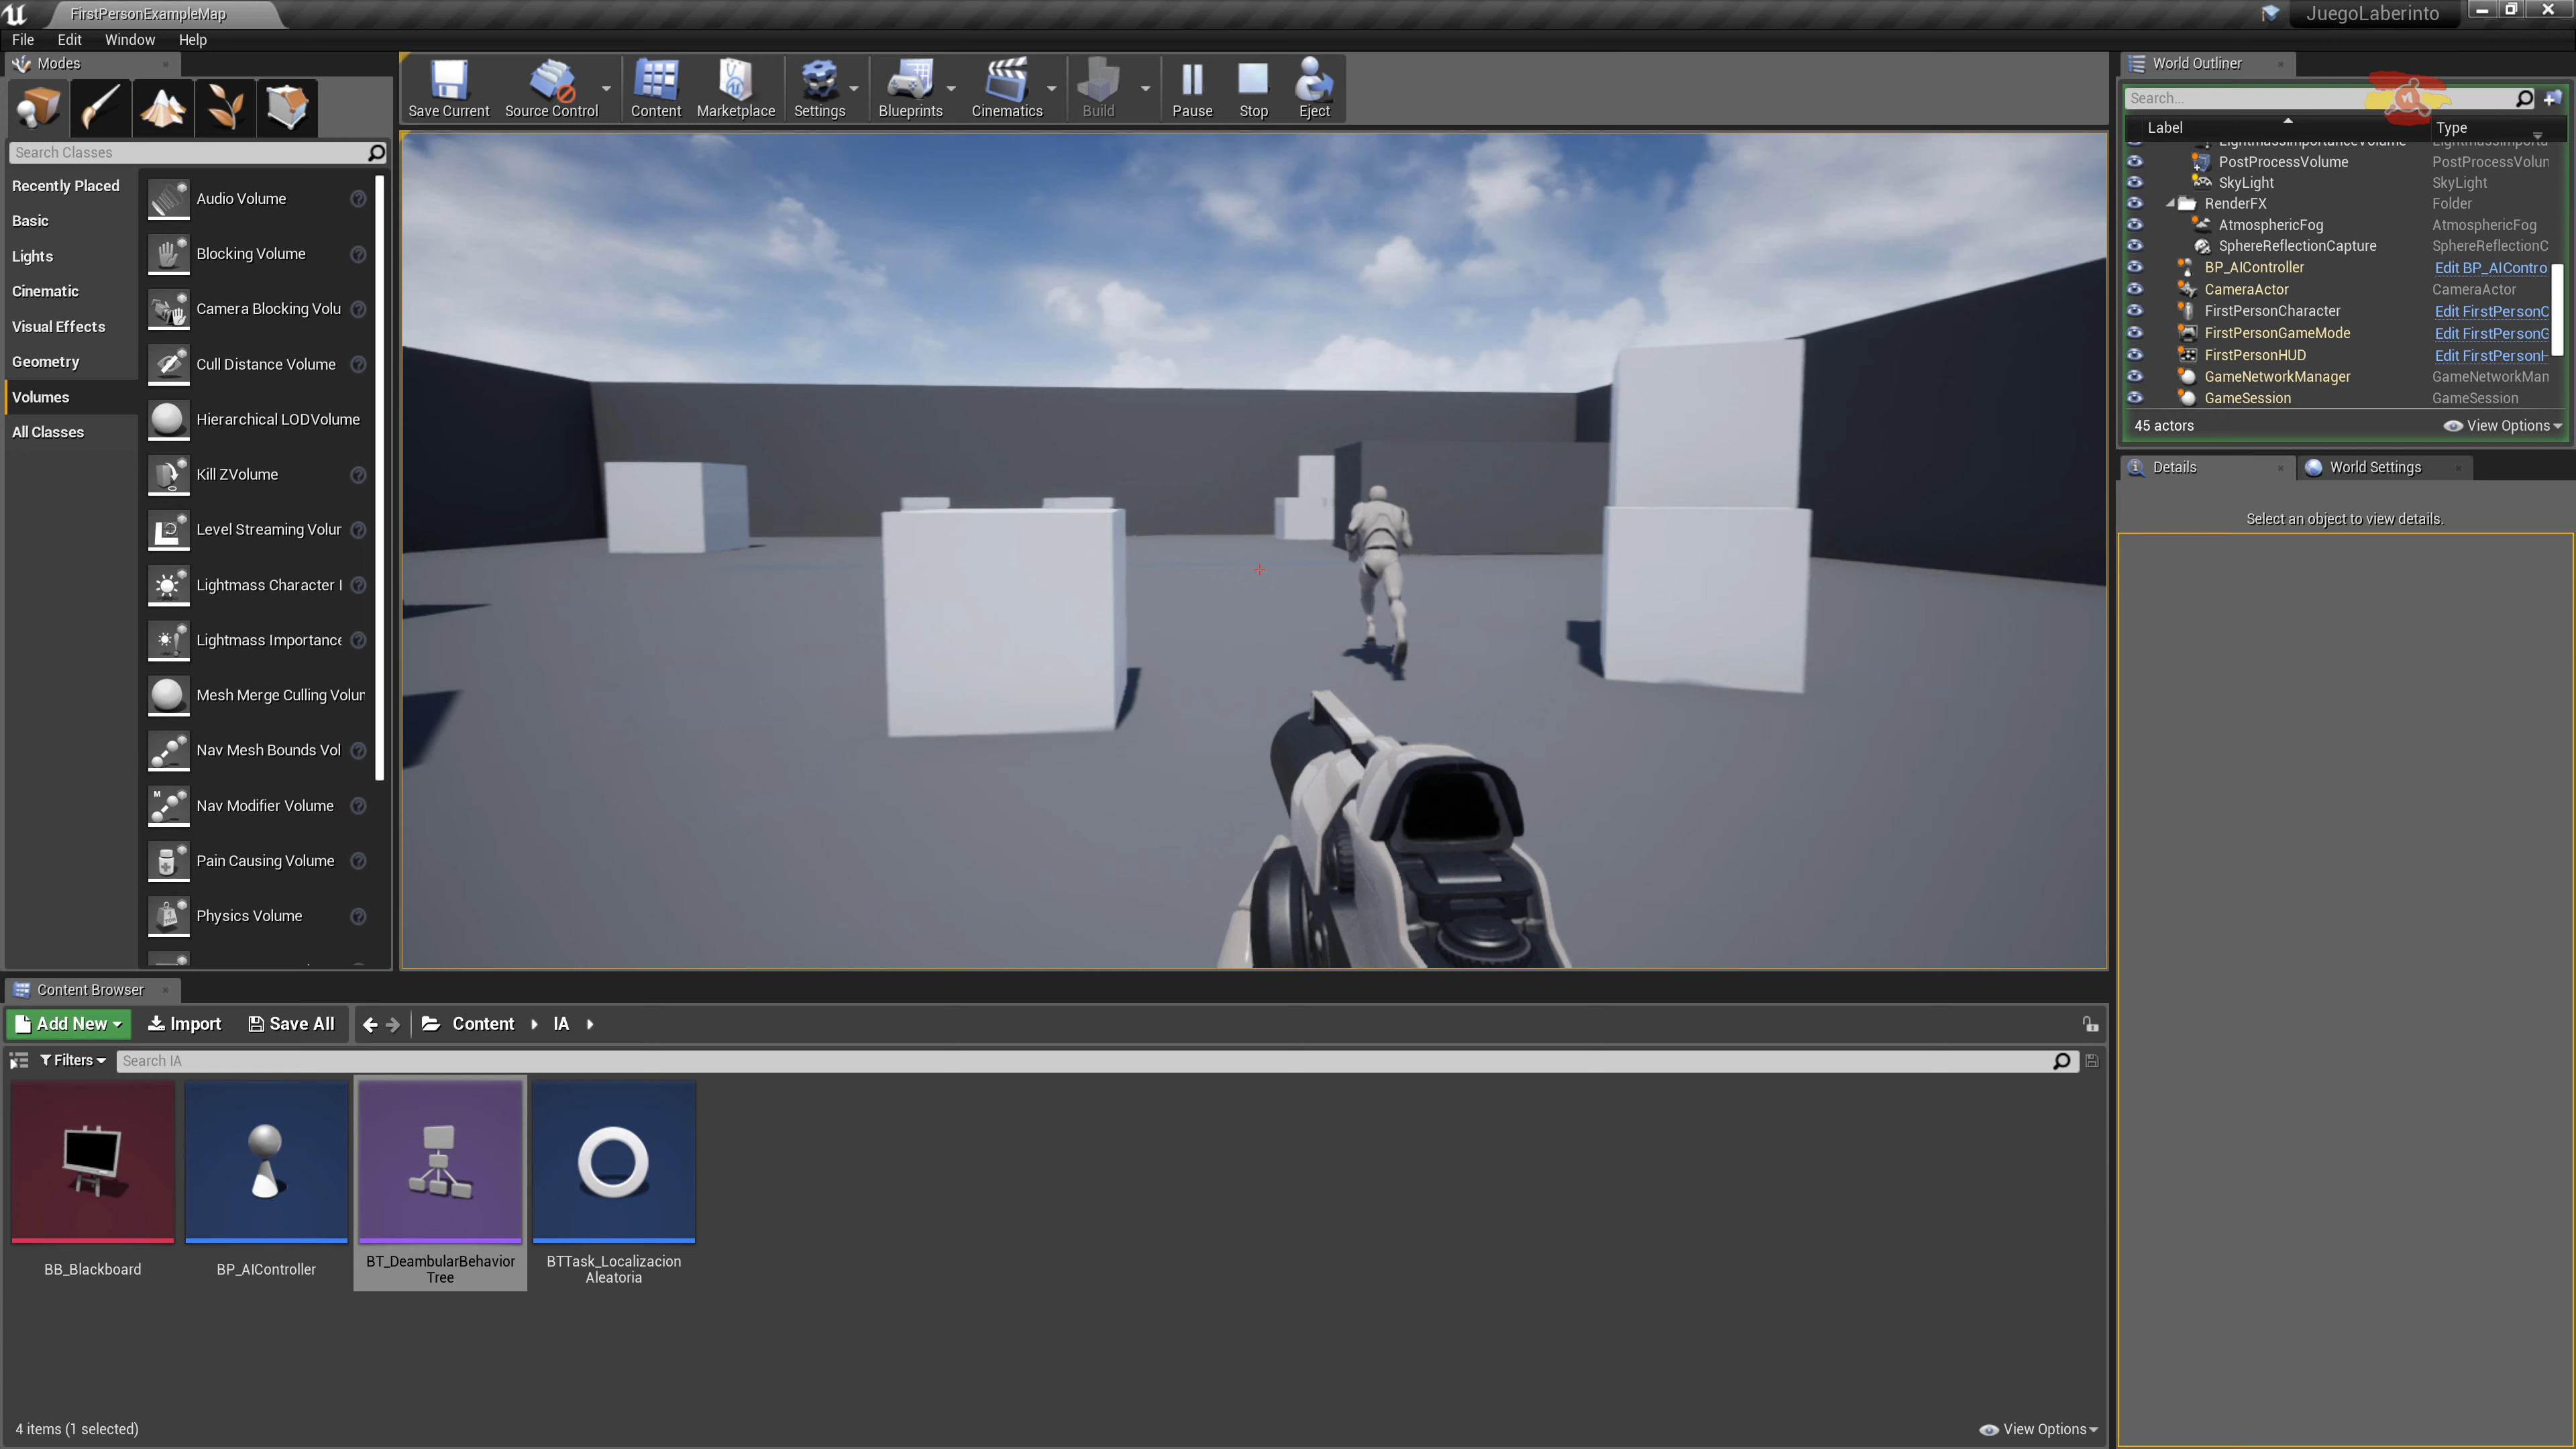 FirstPersonExampleMap
JuegoLaberinto
File Edit Window Help
Modes
Save Current Source Control Content Marketplace Settings Blueprints Cinematics Build Pause Stop Eject
World Outliner
Search...
Label Type
Search Classes
Recently Placed
Basic
Lights
Cinematic
Visual Effects
Geometry
Volumes
All Classes
Audio Volume
Blocking Volume
Camera Blocking Volu
Cull Distance Volume
Hierarchical LODVolume
Kill ZVolume
Level Streaming Volur
Lightmass Character I
Lightmass Importance
Mesh Merge Culling Volur
Nav Mesh Bounds Vol
Nav Modifier Volume
Pain Causing Volume
Physics Volume
PostProcessVolume PostProcessVolun
SkyLight SkyLight
RenderFX Folder
AtmosphericFog AtmosphericFog
SphereReflectionCapture SphereReflectionC
BP_AIController Edit BP_AIContro
CameraActor CameraActor
FirstPersonCharacter Edit FirstPersonC
FirstPersonGameMode Edit FirstPersonG
FirstPersonHUD Edit FirstPersonH
GameNetworkManager GameNetworkMan
GameSession GameSession
45 actors View Options
Details World Settings
Select an object to view details.
Content Browser
Add New Import Save All Content IA
Filters Search IA
BB_Blackboard
BP_AIController
BT_DeambularBehavior
Tree
BTTask_Localizacion
Aleatoria
4 items (1 selected) View Options